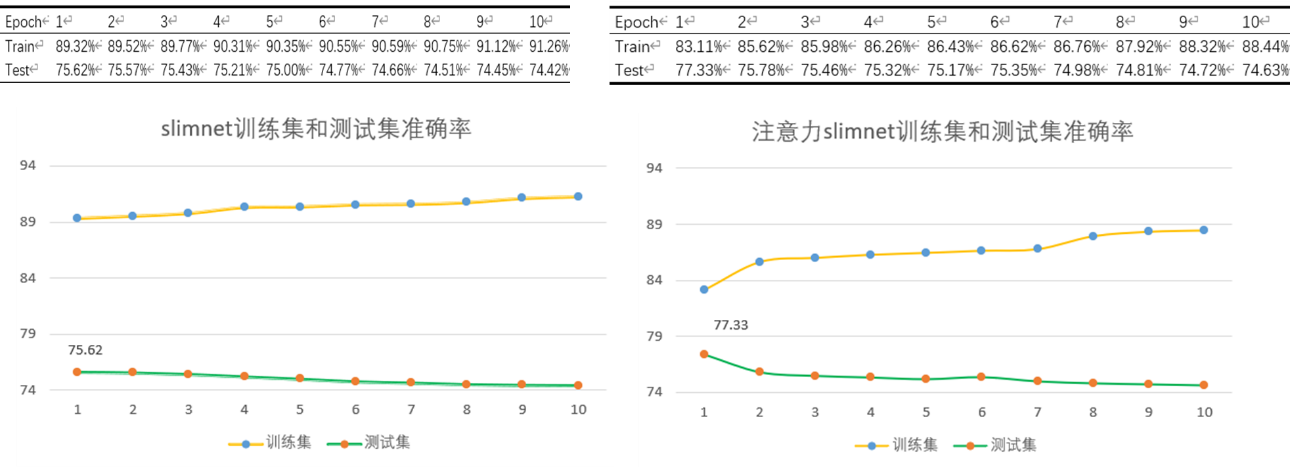 Epoch↵ 1↵ 2↵ 3↵ 4↵ 5↵ 6↵ 7↵ 8↵ 9↵ 10↵
Train↵ 89.32%↵ 89.52%↵ 89.77%↵ 90.31%↵ 90.35%↵ 90.55%↵ 90.59%↵ 90.75%↵ 91.12%↵ 91.26%
Test↵ 75.62%↵ 75.57%↵ 75.43%↵ 75.21%↵ 75.00%↵ 74.77%↵ 74.66%↵ 74.51%↵ 74.45%↵ 74.42%
slimnet训练集和测试集准确率
94
89
84
79
74
75.62
1 2 3 4 5 6 7 8 9 10
训练集 测试集
Epoch↵ 1↵ 2↵ 3↵ 4↵ 5↵ 6↵ 7↵ 8↵ 9↵ 10↵
Train↵ 83.11%↵ 85.62%↵ 85.98%↵ 86.26%↵ 86.43%↵ 86.62%↵ 86.76%↵ 87.92%↵ 88.32%↵ 88.44%
Test↵ 77.33%↵ 75.78%↵ 75.46%↵ 75.32%↵ 75.17%↵ 75.35%↵ 74.98%↵ 74.81%↵ 74.72%↵ 74.63%
注意力slimnet训练集和测试集准确率
94
89
84
79
74
77.33
1 2 3 4 5 6 7 8 9 10
训练集 测试集